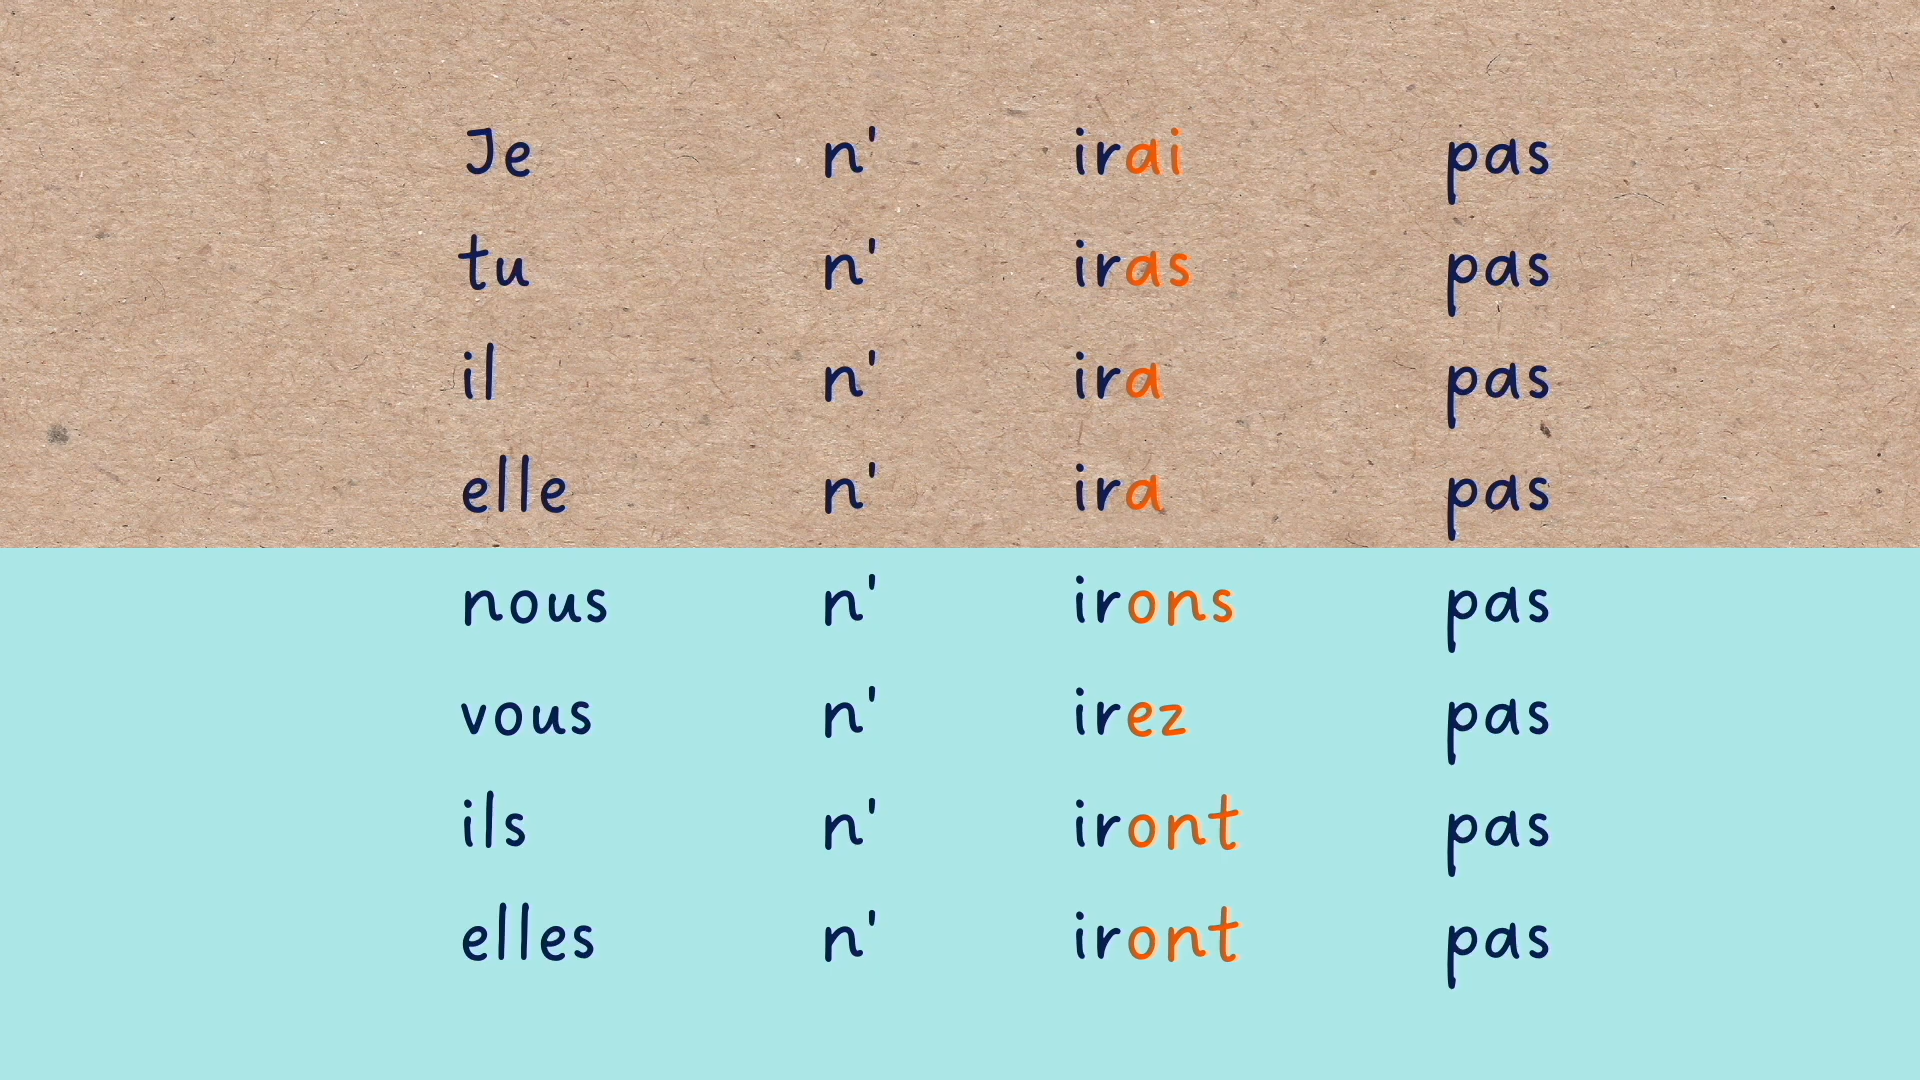 Je n' irai pas
tu n' iras pas
il n' ira pas
elle n' ira pas
nous n' irons pas
vous n' irez pas
ils n' iront pas
elles n' iront pas